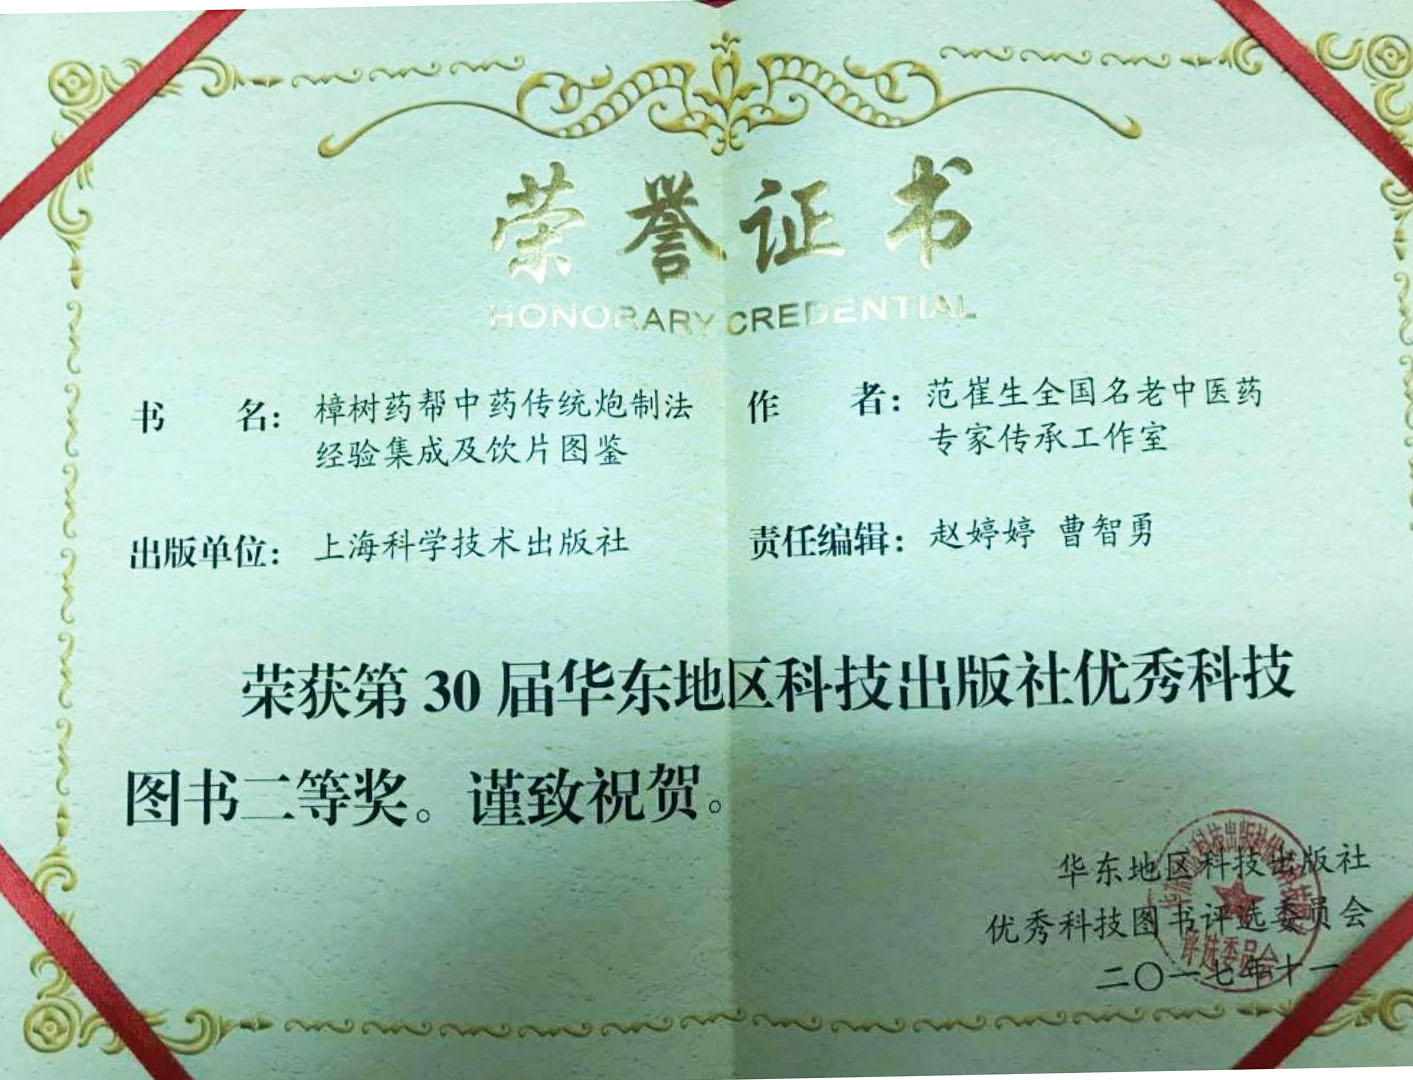 荣誉证书
HONORARY CREDENTIAL
书 名：樟树药帮中药传统炮制法
经验集成及饮片图鉴
作 者：范崔生全国名老中医药
专家传承工作室
出版单位：上海科学技术出版社
责任编辑：赵婷婷 曹智勇
荣获第30届华东地区科技出版社优秀科技
图书二等奖。谨致祝贺。
华东地区科技出版社
优秀科技图书评选委员会
二〇一七年十一
评选委员会